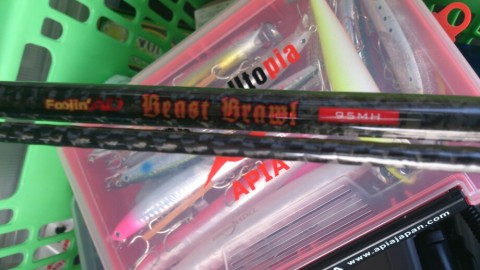 Utopia
Foojin'AD Beast Brawl 95MH
APIA
www.apiajapan.com